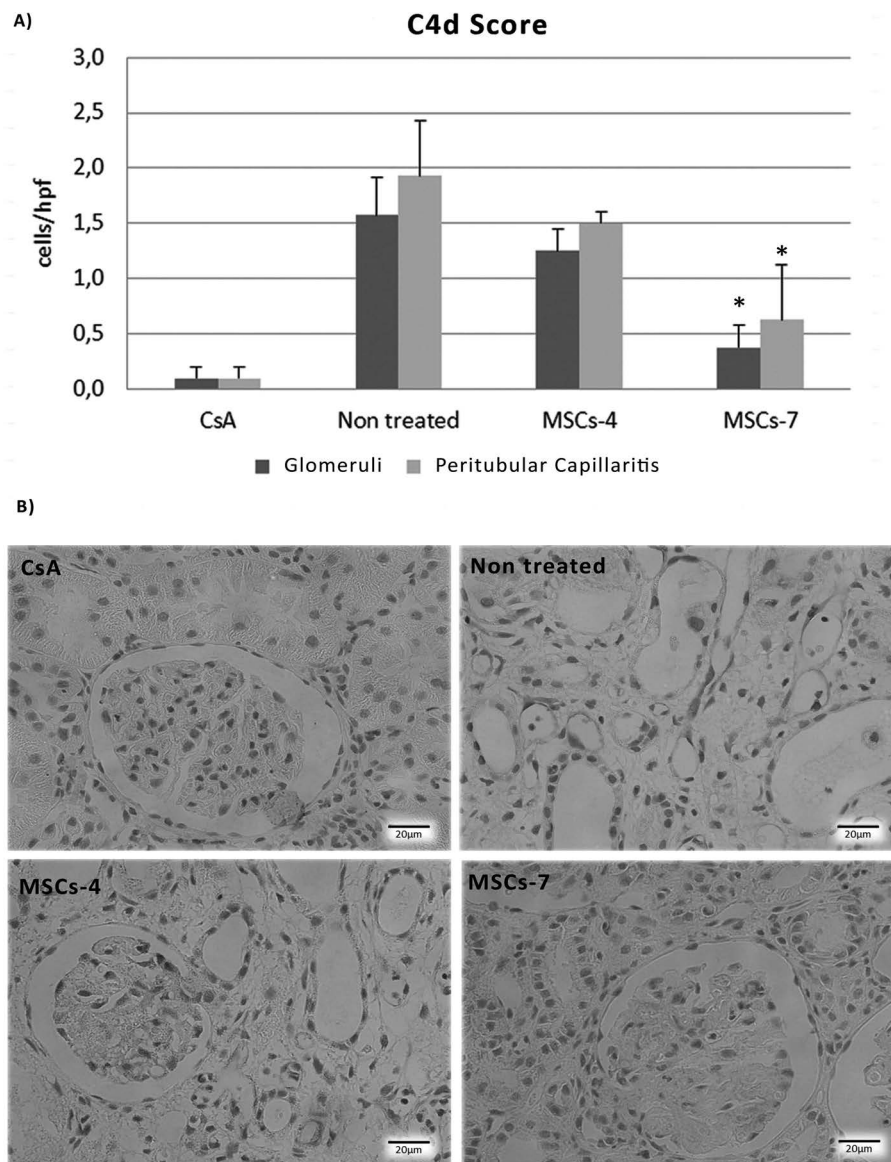 A)
C4d Score
3,0
2,5
2,0
1,5
1,0
0,5
0,0
cells/hpf
* *
CsA Non treated MSCs-4 MSCs-7
Glomeruli Peritubular Capillaritis
B)
CsA Non treated
20µm 20µm
MSCs-4 MSCs-7
20µm 20µm